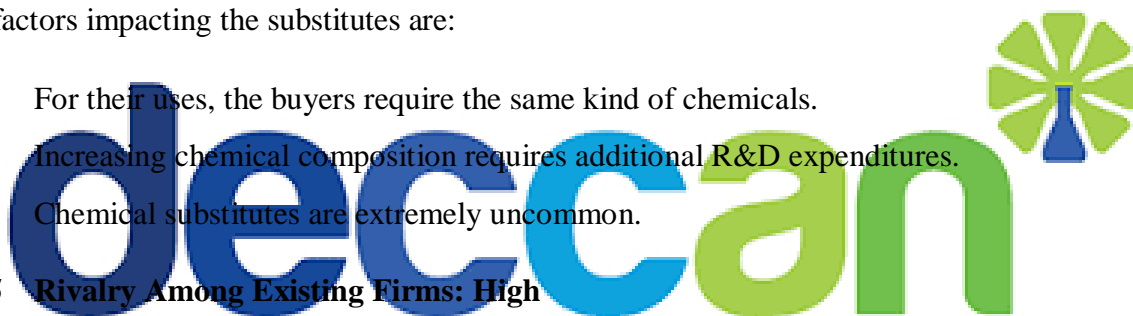 factors impacting the substitutes are:
For their uses, the buyers require the same kind of chemicals.
Increasing chemical composition requires additional R&D expenditures.
Chemical substitutes are extremely uncommon.
Rivalry Among Existing Firms: High
deccan